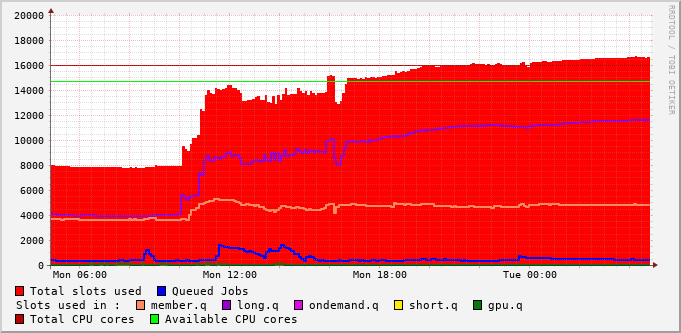 20000
18000
16000
14000
12000
10000
8000
6000
4000
2000
0
Mon 06:00 Mon 12:00 Mon 18:00 Tue 00:00
RRDTOOL / TOBI OETIKER
Total slots used Queued Jobs
Slots used in : member.q long.q ondemand.q short.q gpu.q
Total CPU cores Available CPU cores